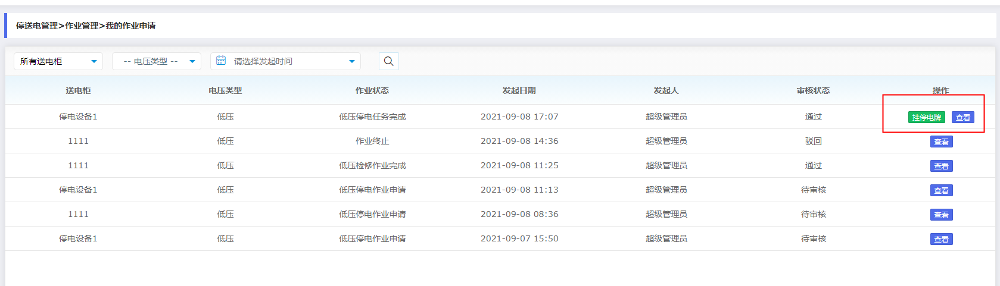 停送电管理>作业管理>我的作业申请
所有送电柜 -- 电压类型 -- 请选择发起时间
送电柜 电压类型 作业状态 发起日期 发起人 审核状态 操作
停电设备1 低压 低压停电任务完成 2021-09-08 17:07 超级管理员 通过 挂停电牌 查看
1111 低压 作业终止 2021-09-08 14:36 超级管理员 驳回 查看
1111 低压 低压检修作业完成 2021-09-08 11:25 超级管理员 通过 查看
停电设备1 低压 低压停电作业申请 2021-09-08 11:13 超级管理员 待审核 查看
1111 低压 低压停电作业申请 2021-09-08 08:36 超级管理员 待审核 查看
停电设备1 低压 低压停电作业申请 2021-09-07 15:50 超级管理员 待审核 查看